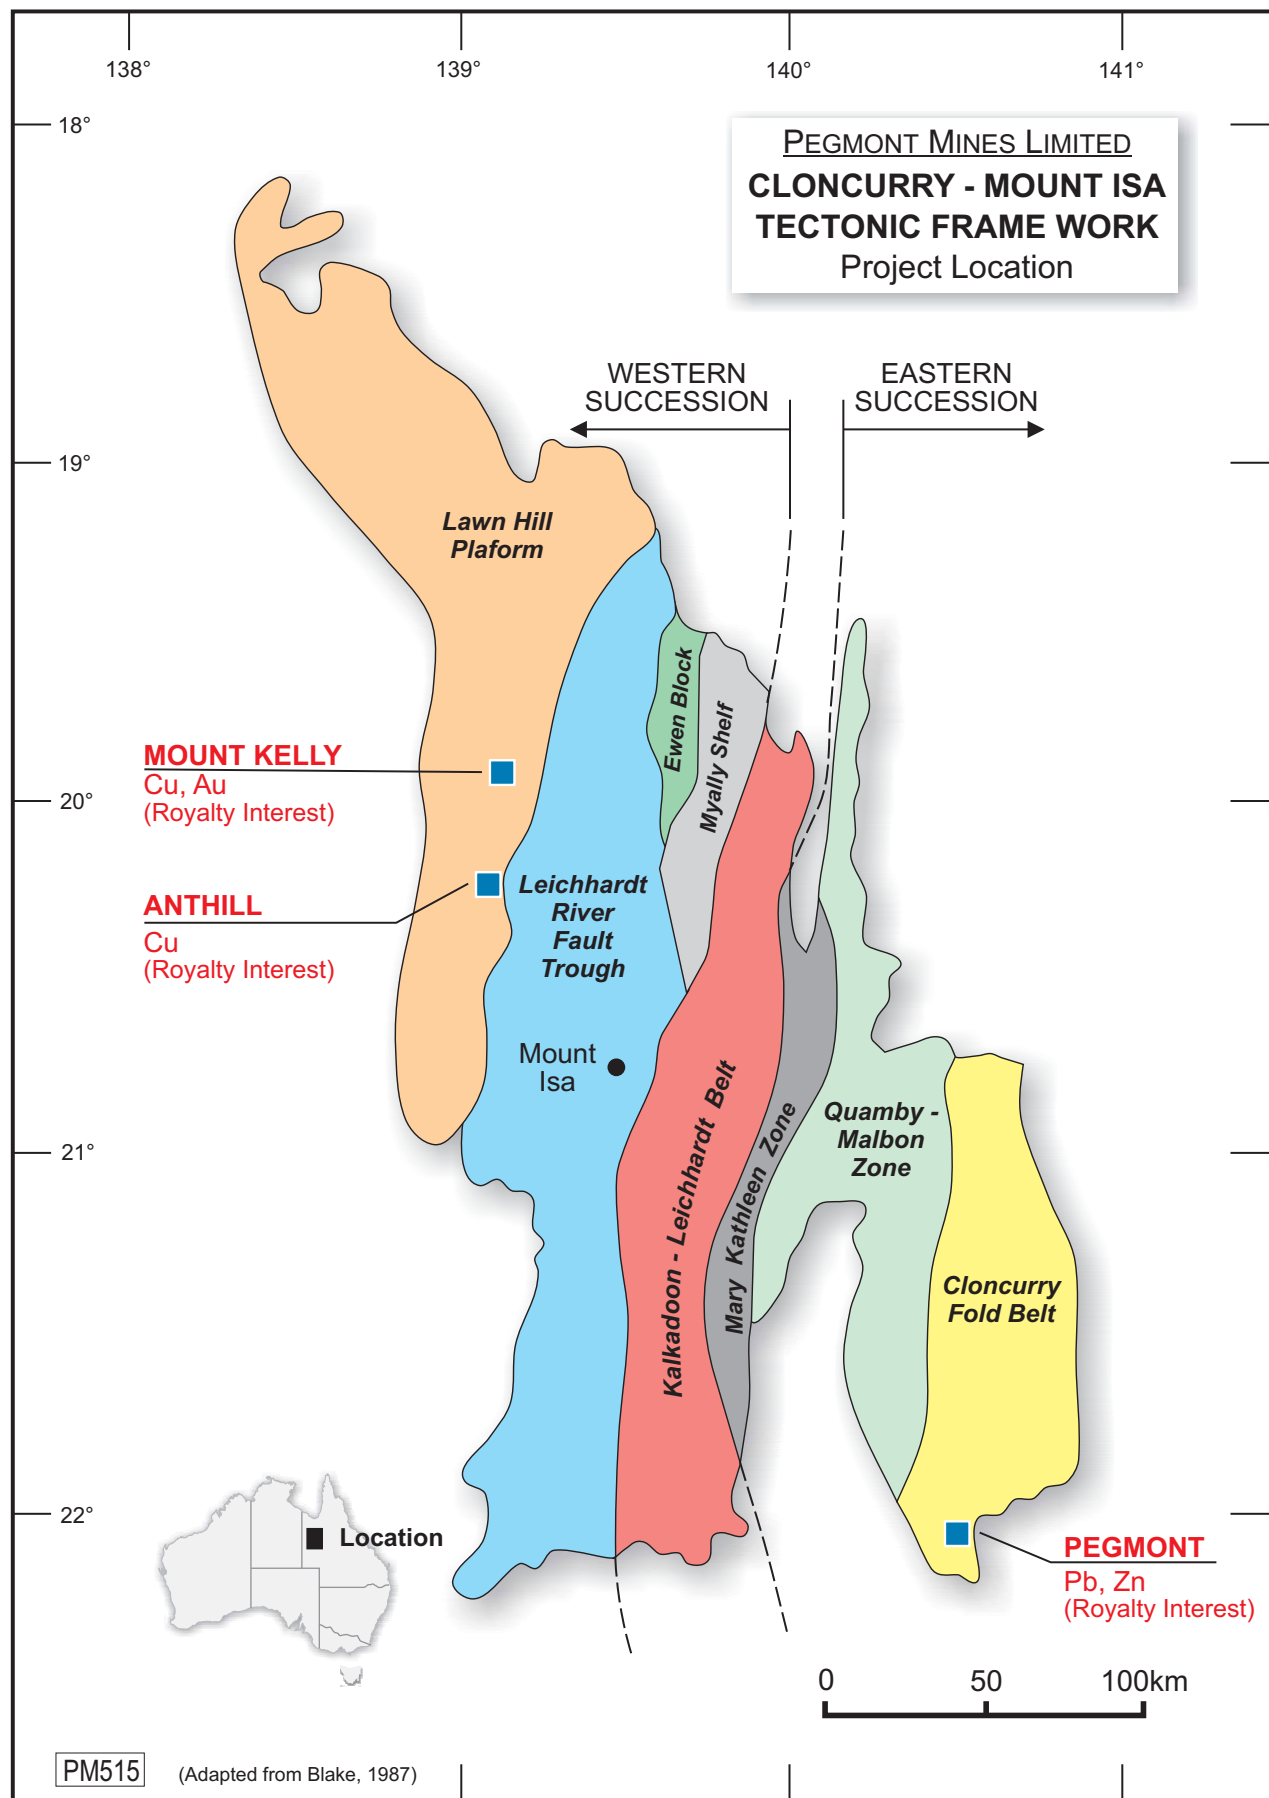 138°
139°
140°
141°
18°
PEGMONT MINES LIMITED
CLONCURRY - MOUNT ISA
TECTONIC FRAME WORK
Project Location
WESTERN
SUCCESSION
EASTERN
SUCCESSION
19°
Lawn Hill
Plaform
Ewen Block
Myally Shelf
MOUNT KELLY
Cu, Au
(Royalty Interest)
20°
ANTHILL
Cu
(Royalty Interest)
Leichhardt
River
Fault
Trough
Mount
Isa
Kalkadoon - Leichhardt Belt
Mary Kathleen Zone
Quamby -
Malbon
Zone
21°
Cloncurry
Fold Belt
22°
Location
PEGMONT
Pb, Zn
(Royalty Interest)
0 50 100km
PM515 (Adapted from Blake, 1987)